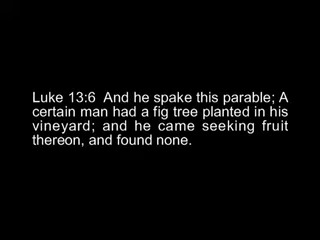 Luke 13:6  And he spake this parable; A
certain man had a fig tree planted in his
vineyard; and he came seeking fruit
thereon, and found none.